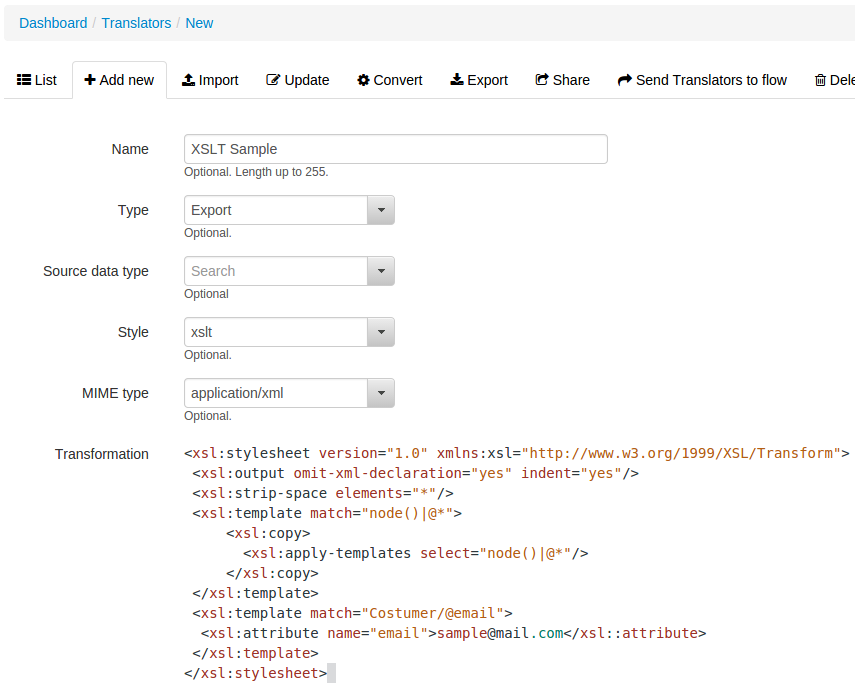 Dashboard / Translators / New
List Add new Import Update Convert Export Share Send Translators to flow Dele
Name XSLT Sample
Optional. Length up to 255.
Type Export
Optional.
Source data type Search
Optional
Style xslt
Optional.
MIME type application/xml
Optional.
Transformation <xsl:stylesheet version="1.0" xmlns:xsl="http://www.w3.org/1999/XSL/Transform">
<xsl:output omit-xml-declaration="yes" indent="yes"/>
<xsl:strip-space elements="*"/>
<xsl:template match="node()|@*">
<xsl:copy>
<xsl:apply-templates select="node()|@*"/>
</xsl:copy>
</xsl:template>
<xsl:template match="Costumer/@email">
<xsl:attribute name="email">sample@mail.com</xsl::attribute>
</xsl:template>
</xsl:stylesheet>